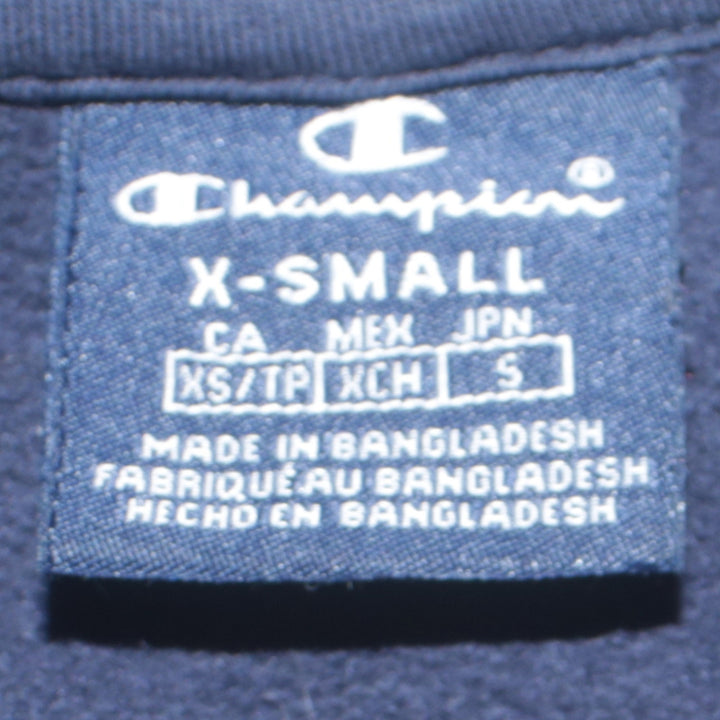 Champion®
X-SMALL
CA MEX JPN
XS/TP XCH S
MADE IN BANGLADESH
FABRIQUÉ AU BANGLADESH
HECHO EN BANGLADESH